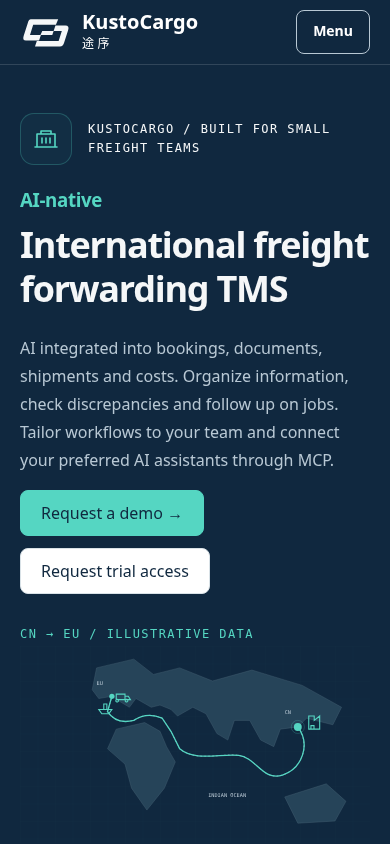 KustoCargo
途序
Menu
KUSTOCARGO / BUILT FOR SMALL
FREIGHT TEAMS
AI-native
International freight
forwarding TMS
AI integrated into bookings, documents,
shipments and costs. Organize information,
check discrepancies and follow up on jobs.
Tailor workflows to your team and connect
your preferred AI assistants through MCP.
Request a demo →
Request trial access
CN → EU / ILLUSTRATIVE DATA
EU
CN
INDIAN OCEAN